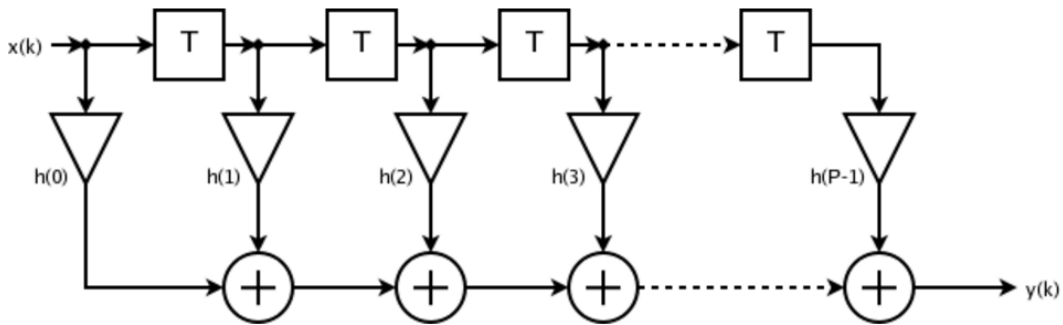 x(k)
T
T
T
T
h(0)
h(1)
h(2)
h(3)
h(P-1)
+
+
+
+
y(k)